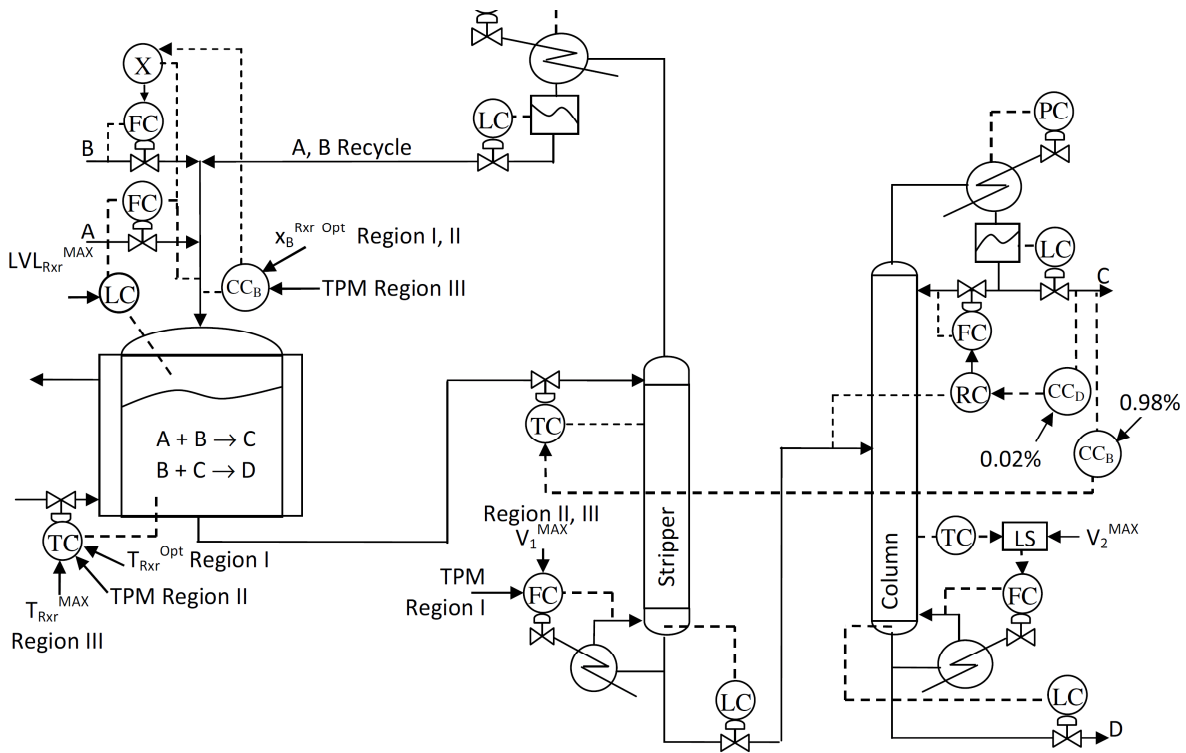 X
FC
B
LC
A, B Recycle
PC
FC
A
LVL_Rxr^MAX
LC
CC_B
x_B^Rxr Opt Region I, II
TPM Region III
LC
C
FC
RC
CC_D
0.98%
0.02%
CC_B
A + B → C
B + C → D
TC
TC
T_Rxr^Opt Region I
TPM Region II
T_Rxr^MAX
Region III
Region II, III
V_1^MAX
TPM
Region I
FC
Stripper
LC
Column
TC
LS
V_2^MAX
FC
LC
D